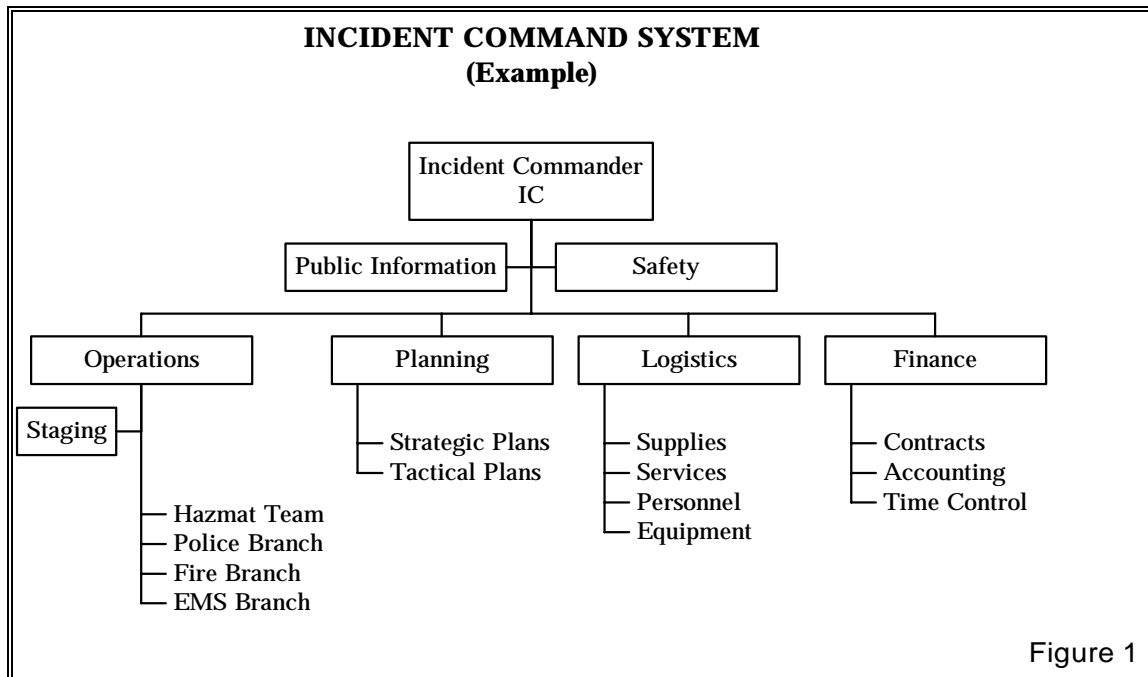 INCIDENT COMMAND SYSTEM
(Example)
Incident Commander
IC
Public Information
Safety
Operations
Planning
Logistics
Finance
Staging
Hazmat Team
Police Branch
Fire Branch
EMS Branch
Strategic Plans
Tactical Plans
Supplies
Services
Personnel
Equipment
Contracts
Accounting
Time Control
Figure 1